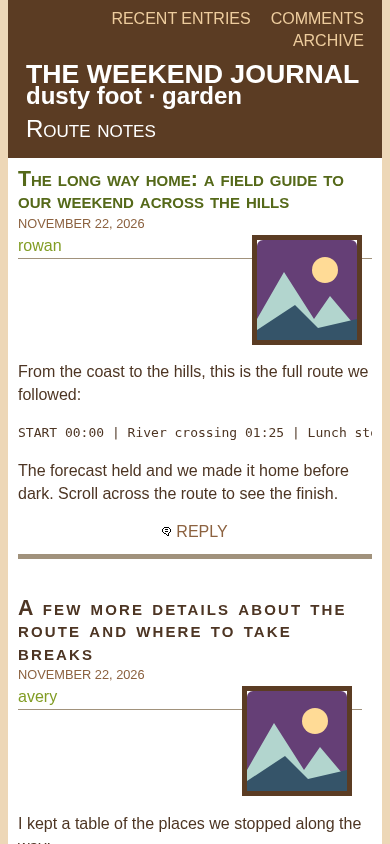 RECENT ENTRIES COMMENTS
ARCHIVE
THE WEEKEND JOURNAL
dusty foot · garden
Route notes
The long way home: a field guide to
our weekend across the hills
NOVEMBER 22, 2026
rowan
From the coast to the hills, this is the full route we
followed:
START 00:00 | River crossing 01:25 | Lunch
The forecast held and we made it home before
dark. Scroll across the route to see the finish.
REPLY
A few more details about the
route and where to take
breaks
NOVEMBER 22, 2026
avery
I kept a table of the places we stopped along the